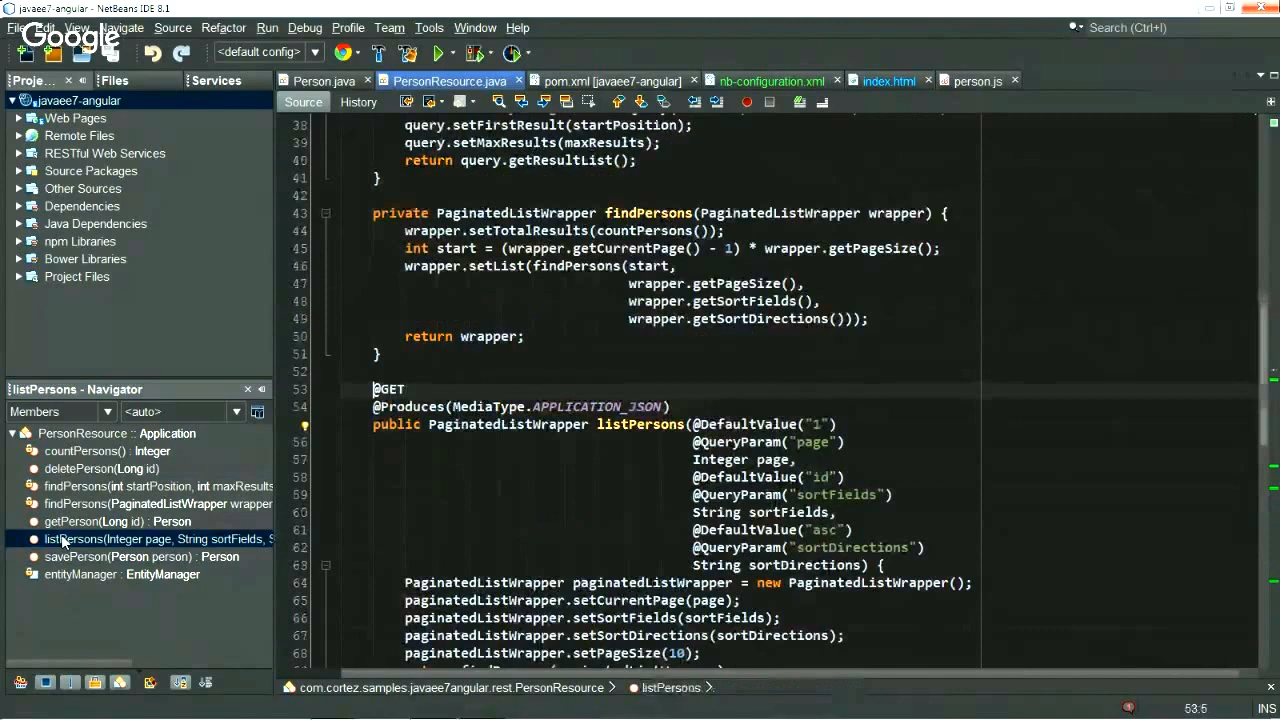 javaee7-angular - NetBeans IDE 8.1
File Edit View Navigate Source Refactor Run Debug Profile Team Tools Window Help
Search (Ctrl+I)
Google
<default config>
Proje... Files Services
Person.java PersonResource.java pom.xml [javaee7-angular] nb-configuration.xml index.html person.js
javaee7-angular
Web Pages
Remote Files
RESTful Web Services
Source Packages
Other Sources
Dependencies
Java Dependencies
npm Libraries
Bower Libraries
Project Files
listPersons - Navigator
Members <auto>
PersonResource :: Application
countPersons() : Integer
deletePerson(Long id)
findPersons(int startPosition, int maxResults
findPersons(PaginatedListWrapper wrapper
getPerson(Long id) : Person
listPersons(Integer page, String sortFields, S
savePerson(Person person) : Person
entityManager : EntityManager
Source History
38 query.setFirstResult(startPosition);
39 query.setMaxResults(maxResults);
40 return query.getResultList();
41 }
42
43 private PaginatedListWrapper findPersons(PaginatedListWrapper wrapper) {
44 wrapper.setTotalResults(countPersons());
45 int start = (wrapper.getCurrentPage() - 1) * wrapper.getPageSize();
46 wrapper.setList(findPersons(start,
47 wrapper.getPageSize(),
48 wrapper.getSortFields(),
49 wrapper.getSortDirections()));
50 return wrapper;
51 }
52
53 @GET
54 @Produces(MediaType.APPLICATION_JSON)
public PaginatedListWrapper listPersons(@DefaultValue("1")
56 @QueryParam("page")
57 Integer page,
58 @DefaultValue("id")
59 @QueryParam("sortFields")
60 String sortFields,
61 @DefaultValue("asc")
62 @QueryParam("sortDirections")
63 String sortDirections) {
64 PaginatedListWrapper paginatedListWrapper = new PaginatedListWrapper();
65 paginatedListWrapper.setCurrentPage(page);
66 paginatedListWrapper.setSortFields(sortFields);
67 paginatedListWrapper.setSortDirections(sortDirections);
68 paginatedListWrapper.setPageSize(10);
com.cortez.samples.javaee7angular.rest.PersonResource listPersons
53:5 INS